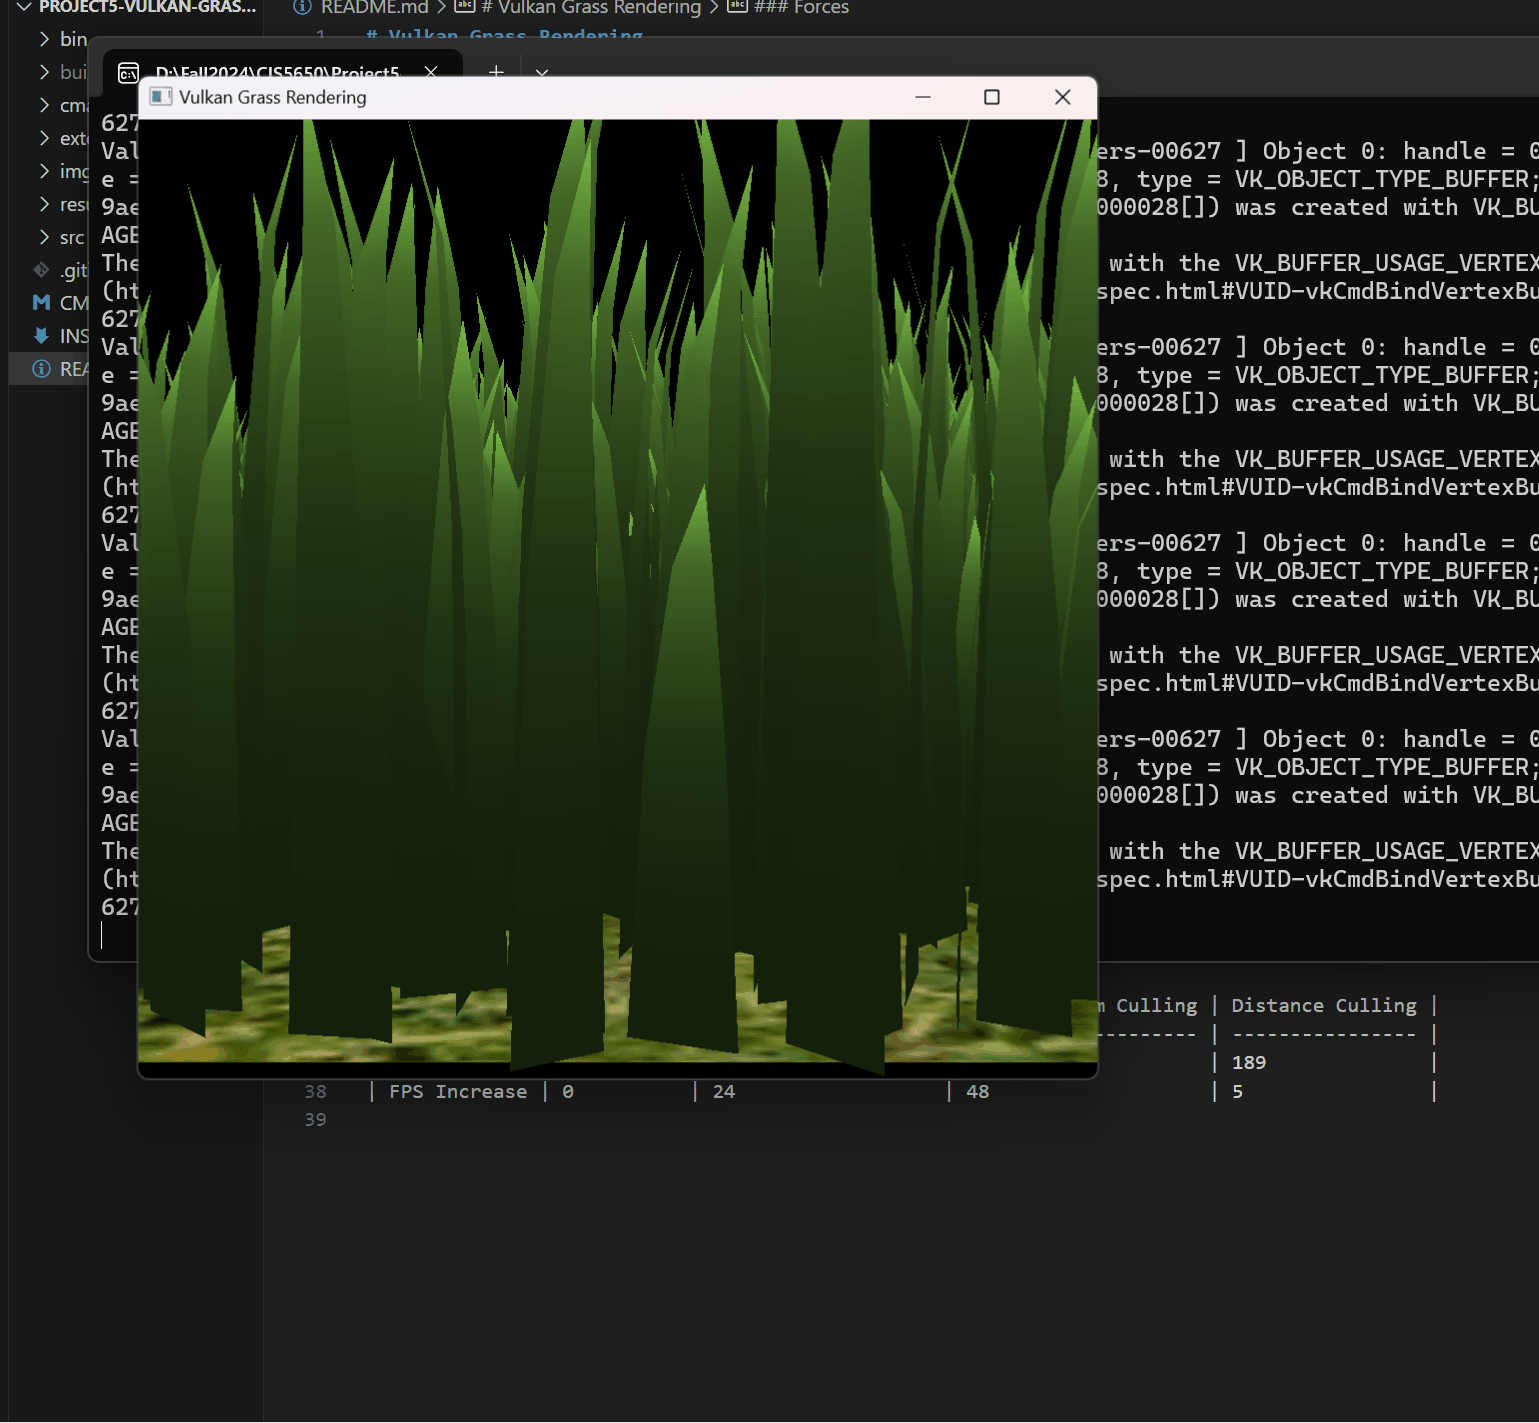 PROJECT5-VULKAN-GRAS...
README.md > # Vulkan Grass Rendering > ### Forces
bin
1 # Vulkan Grass Rendering
bui
D:\Fall2024\CIS5650\Project5
cma
Vulkan Grass Rendering
ext
img
res
src
.git
CM
INS
REA
627
Val ers-00627 ] Object 0: handle = 0
e = 8, type = VK_OBJECT_TYPE_BUFFER;
9ae 000028[]) was created with VK_BU
AGE
The with the VK_BUFFER_USAGE_VERTEX
(ht spec.html#VUID-vkCmdBindVertexBu
627
Val ers-00627 ] Object 0: handle = 0
e = 8, type = VK_OBJECT_TYPE_BUFFER;
9ae 000028[]) was created with VK_BU
AGE
The with the VK_BUFFER_USAGE_VERTEX
(ht spec.html#VUID-vkCmdBindVertexBu
627
Val ers-00627 ] Object 0: handle = 0
e = 8, type = VK_OBJECT_TYPE_BUFFER;
9ae 000028[]) was created with VK_BU
AGE
The with the VK_BUFFER_USAGE_VERTEX
(ht spec.html#VUID-vkCmdBindVertexBu
627
Val ers-00627 ] Object 0: handle = 0
e = 8, type = VK_OBJECT_TYPE_BUFFER;
9ae 000028[]) was created with VK_BU
AGE
The with the VK_BUFFER_USAGE_VERTEX
(ht spec.html#VUID-vkCmdBindVertexBu
627
m Culling | Distance Culling |
--------- | ---------------- |
| 189 |
38 | FPS Increase | 0 | 24 | 48 | 5 |
39